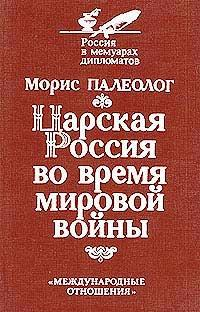 Россия
в мемуарах
дипломатов
Морис ПАЛЕОЛОГ
Царская
Россия
во время
мировой
войны
«МЕЖДУНАРОДНЫЕ
ОТНОШЕНИЯ»